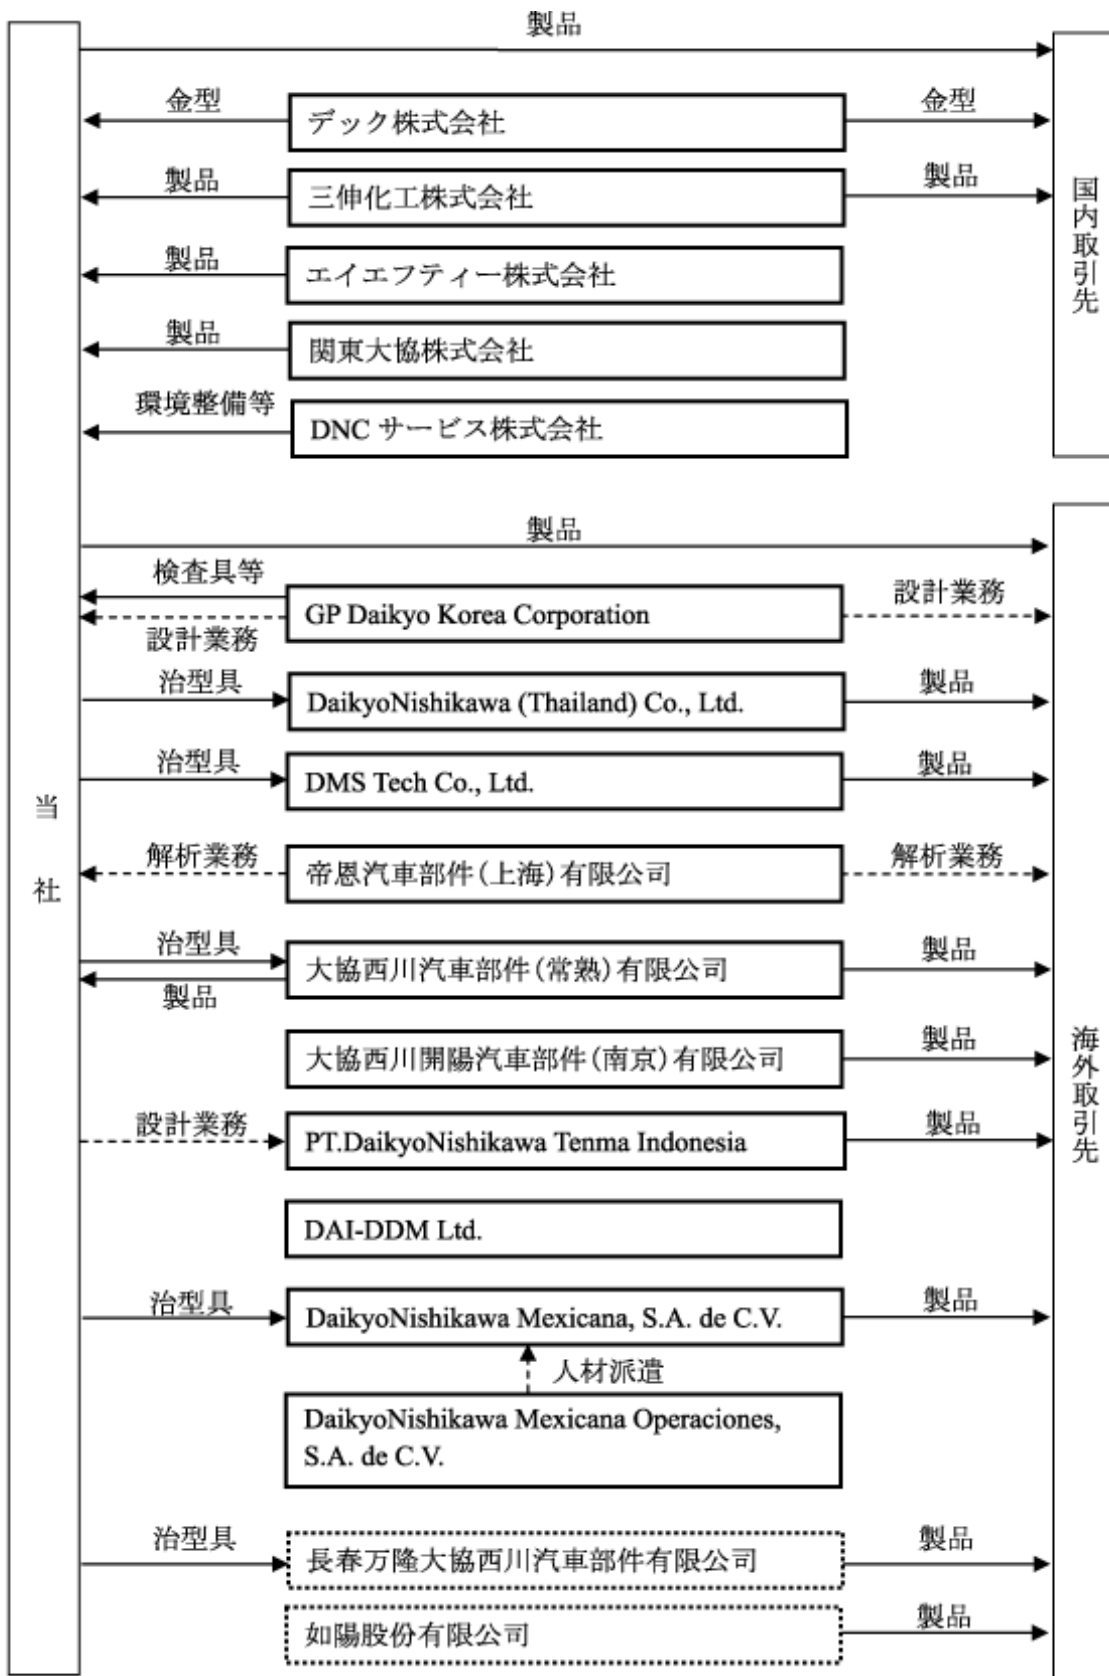 製品
金型
デック株式会社
金型
製品
三伸化工株式会社
製品
製品
エイエフティー株式会社
製品
関東大協株式会社
環境整備等
DNC サービス株式会社
国内取引先
製品
検査具等
GP Daikyo Korea Corporation
設計業務
設計業務
治型具
DaikyoNishikawa (Thailand) Co., Ltd.
製品
治型具
DMS Tech Co., Ltd.
製品
当社
解析業務
帝恩汽車部件(上海)有限公司
解析業務
治型具
大協西川汽車部件(常熟)有限公司
製品
製品
大協西川開陽汽車部件(南京)有限公司
製品
海外取引先
設計業務
PT.DaikyoNishikawa Tenma Indonesia
製品
DAI-DDM Ltd.
治型具
DaikyoNishikawa Mexicana, S.A. de C.V.
製品
人材派遣
DaikyoNishikawa Mexicana Operaciones,
S.A. de C.V.
治型具
長春万隆大協西川汽車部件有限公司
製品
如陽股份有限公司
製品